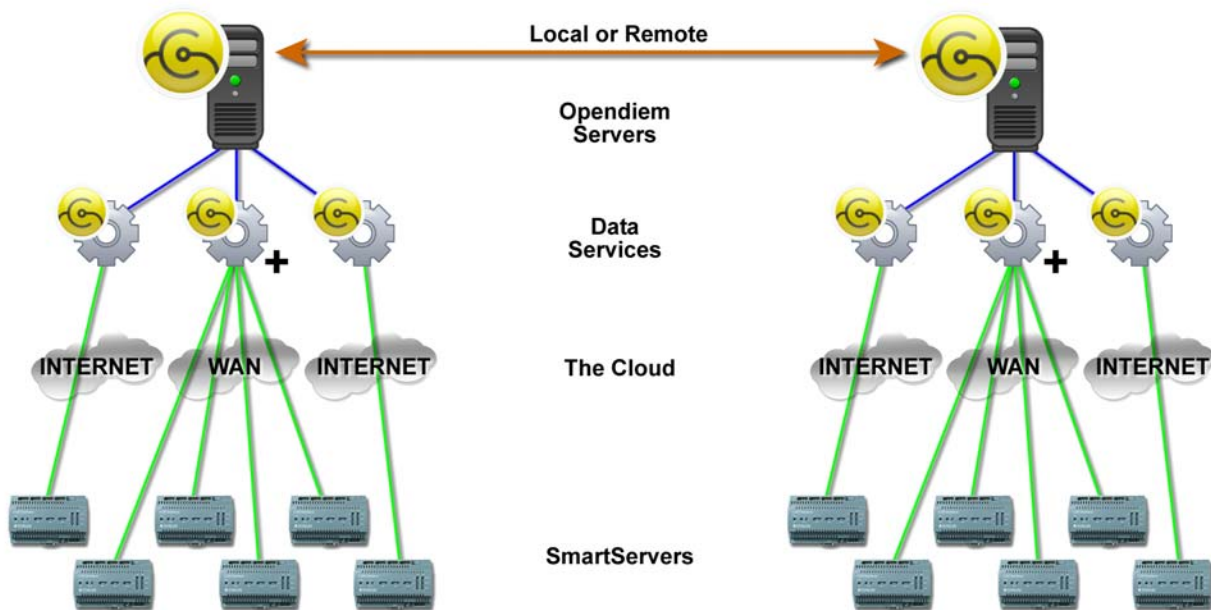 Local or Remote
Opendiem
Servers
Data
Services
+
+
The Cloud
INTERNET
WAN
INTERNET
INTERNET
WAN
INTERNET
SmartServers